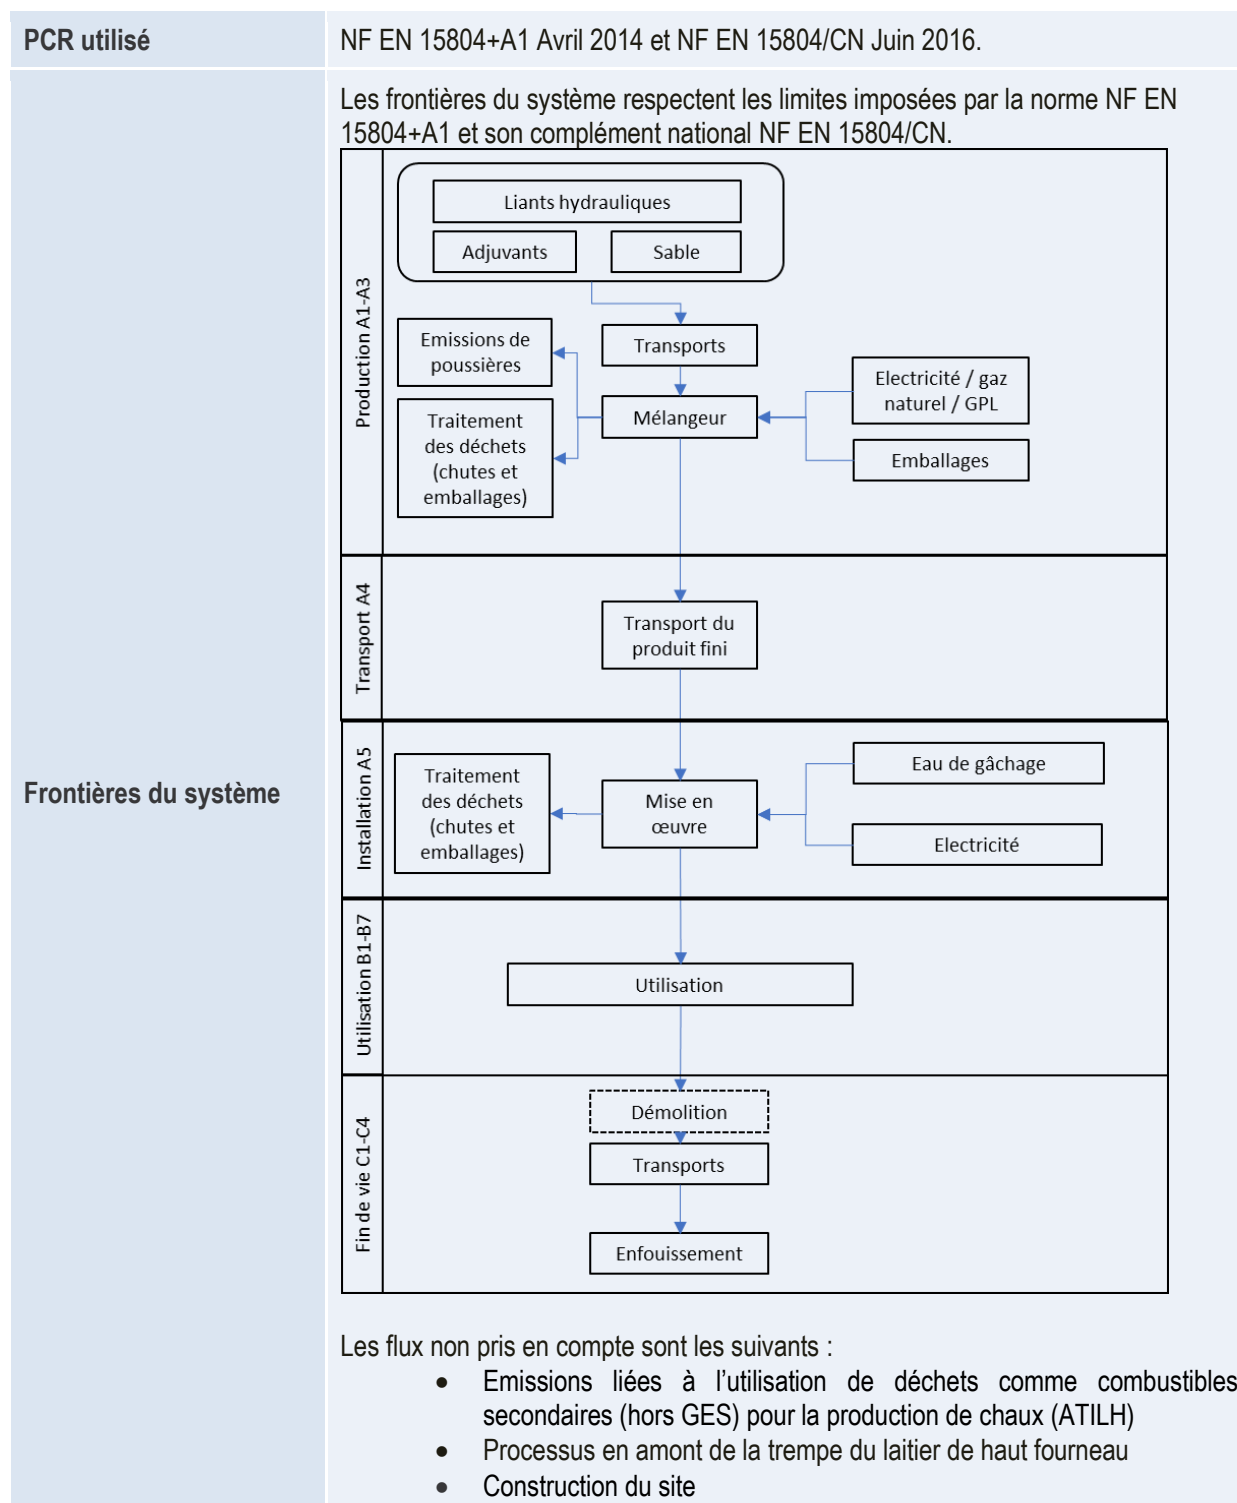 PCR utilisé
NF EN 15804+A1 Avril 2014 et NF EN 15804/CN Juin 2016.
Frontières du système
Les frontières du système respectent les limites imposées par la norme NF EN
15804+A1 et son complément national NF EN 15804/CN.
Production A1-A3
Liants hydrauliques
Adjuvants
Sable
Transports
Emissions de
poussières
Mélangeur
Electricité / gaz
naturel / GPL
Traitement
des déchets
(chutes et
emballages)
Emballages
Transport A4
Transport du
produit fini
Installation A5
Traitement
des déchets
(chutes et
emballages)
Mise en
œuvre
Eau de gâchage
Electricité
Utilisation B1-B7
Utilisation
Fin de vie C1-C4
Démolition
Transports
Enfouissement
Les flux non pris en compte sont les suivants :
• Emissions liées à l’utilisation de déchets comme combustibles
secondaires (hors GES) pour la production de chaux (ATILH)
• Processus en amont de la trempe du laitier de haut fourneau
• Construction du site